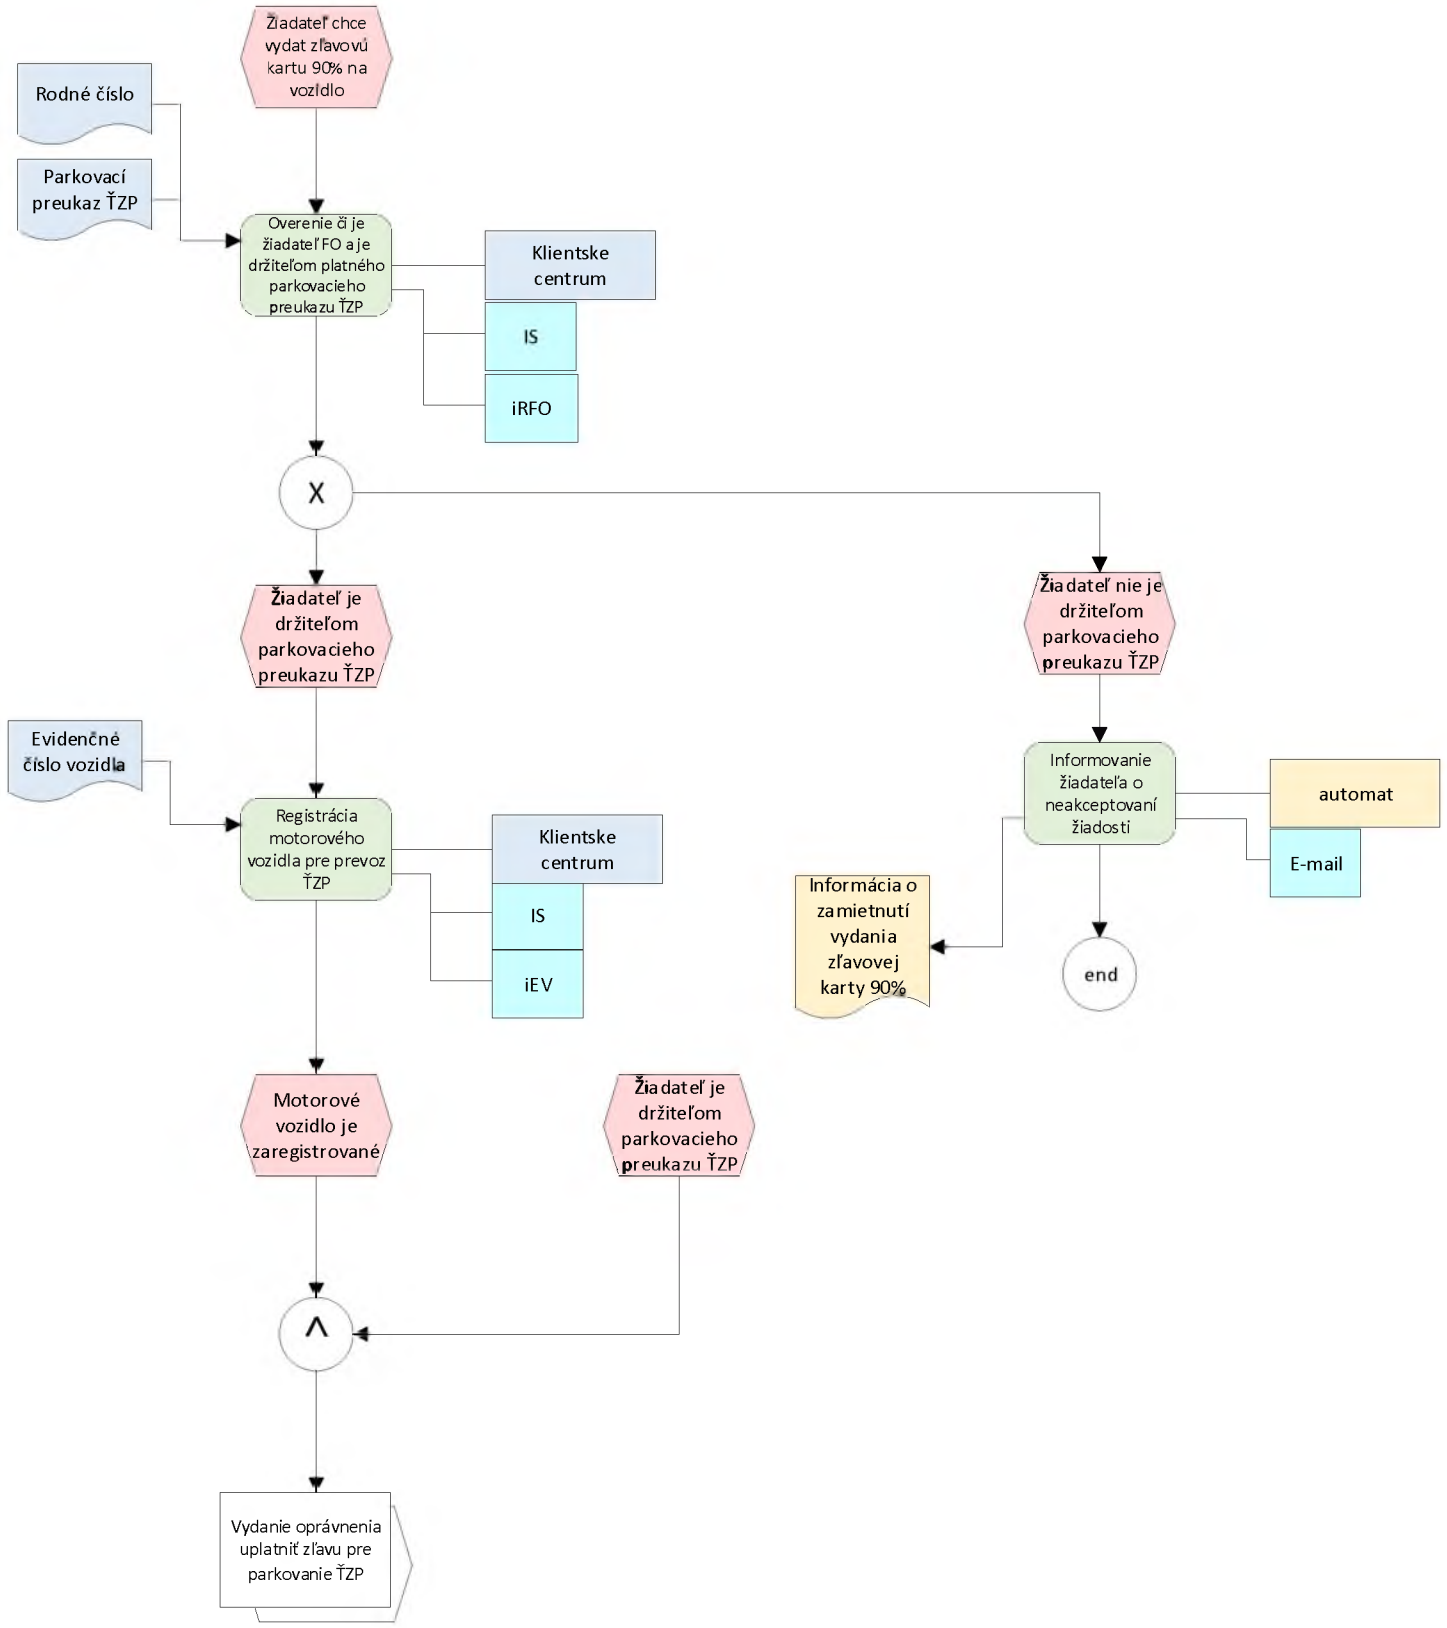 Žiadateľ chce
vydat zľavovú
kartu 90% na
vozidlo
Rodné číslo
Parkovací
preukaz ŤZP
Overenie či je
žiadateľ FO a je
držiteľom platného
parkovacieho
preukazu ŤZP
Klientske
centrum
IS
iRFO
X
Žiadateľ je
držiteľom
parkovacieho
preukazu ŤZP
Žiadateľ nie je
držiteľom
parkovacieho
preukazu ŤZP
Evidenčné
číslo vozidla
Registrácia
motorového
vozidla pre prevoz
ŤZP
Klientske
centrum
IS
iEV
Informovanie
žiadateľa o
neakceptovaní
žiadosti
automat
E-mail
Informácia o
zamietnutí
vydania
zľavovej
karty 90%
end
Motorové
vozidlo je
zaregistrované
Žiadateľ je
držiteľom
parkovacieho
preukazu ŤZP
^
Vydanie oprávnenia
uplatniť zľavu pre
parkovanie ŤZP